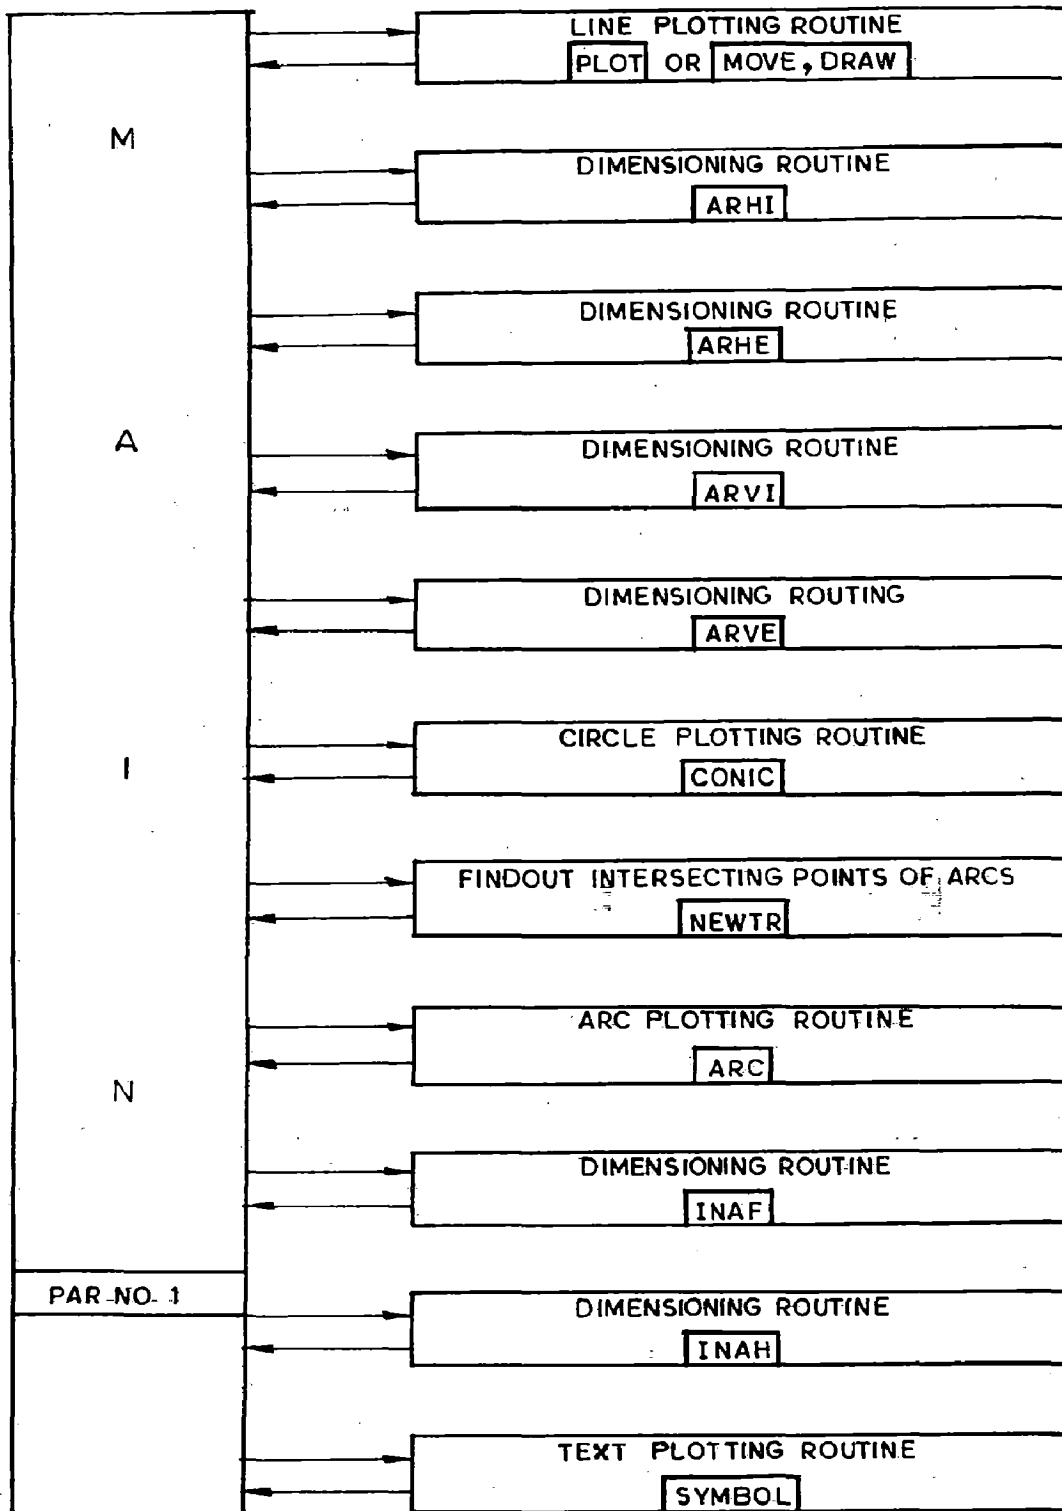 LINE PLOTTING ROUTINE
PLOT OR MOVE, DRAW
M
DIMENSIONING ROUTINE
ARHI
DIMENSIONING ROUTINE
ARHE
A
DIMENSIONING ROUTINE
ARVI
DIMENSIONING ROUTING
ARVE
I
CIRCLE PLOTTING ROUTINE
CONIC
FINDOUT INTERSECTING POINTS OF ARCS
NEWTR
N
ARC PLOTTING ROUTINE
ARC
DIMENSIONING ROUTINE
INAF
PAR-NO-1
DIMENSIONING ROUTINE
INAH
TEXT PLOTTING ROUTINE
SYMBOL